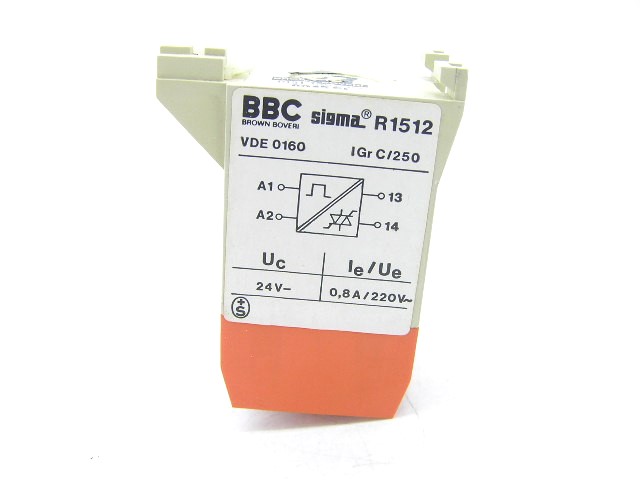 BBC sigma® R1512
BROWN BOVERI
VDE 0160 IGr C/250
A1 13
A2 14
Uc Ie/Ue
24V– 0,8A/220V~
+S